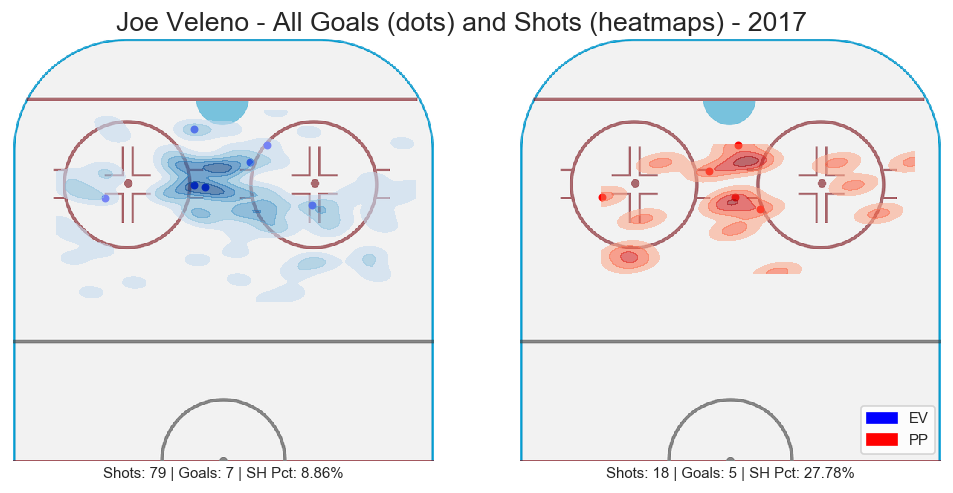 Joe Veleno - All Goals (dots) and Shots (heatmaps) - 2017
EV
PP
Shots: 79 | Goals: 7 | SH Pct: 8.86%
Shots: 18 | Goals: 5 | SH Pct: 27.78%